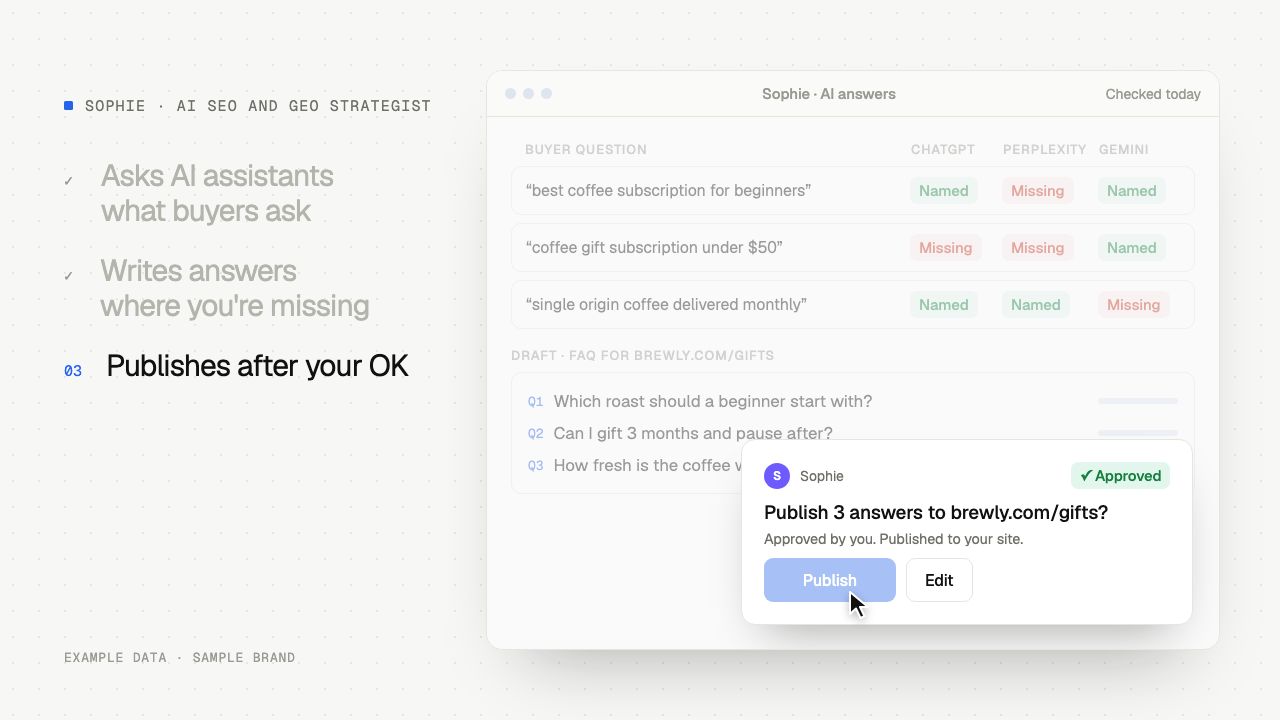 SOPHIE · AI SEO AND GEO STRATEGIST
✓ Asks AI assistants
what buyers ask
✓ Writes answers
where you're missing
03 Publishes after your OK
EXAMPLE DATA · SAMPLE BRAND
Sophie · AI answers
Checked today
BUYER QUESTION CHATGPT PERPLEXITY GEMINI
“best coffee subscription for beginners” Named Missing Named
“coffee gift subscription under $50” Missing Missing Named
“single origin coffee delivered monthly” Named Named Missing
DRAFT · FAQ FOR BREWLY.COM/GIFTS
Q1 Which roast should a beginner start with?
Q2 Can I gift 3 months and pause after?
Q3 How fresh is the coffee
S Sophie ✓ Approved
Publish 3 answers to brewly.com/gifts?
Approved by you. Published to your site.
Publish Edit